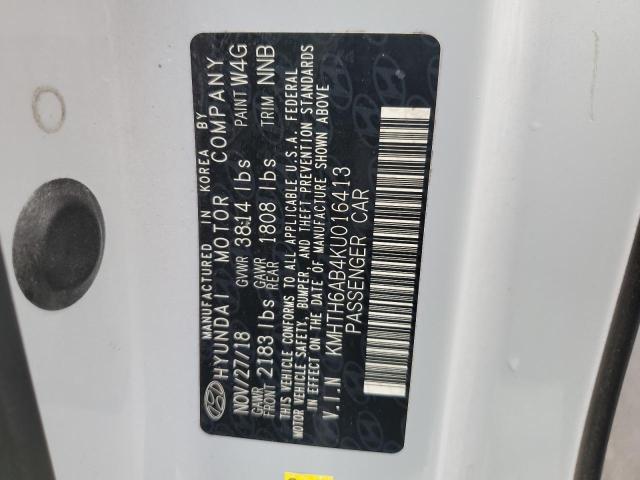 MANUFACTURED IN KOREA BY
HYUNDAI MOTOR COMPANY
NOV/27/18 GVWR 3814 lbs PAINT W4G
GAWR FRONT 2183 lbs GAWR REAR 1808 lbs TRIM NNB
THIS VEHICLE CONFORMS TO ALL APPLICABLE U.S.A. FEDERAL
MOTOR VEHICLE SAFETY, BUMPER, AND THEFT PREVENTION STANDARDS
IN EFFECT ON THE DATE OF MANUFACTURE SHOWN ABOVE
V.I.N KMHTH6AB4KU016413
PASSENGER CAR